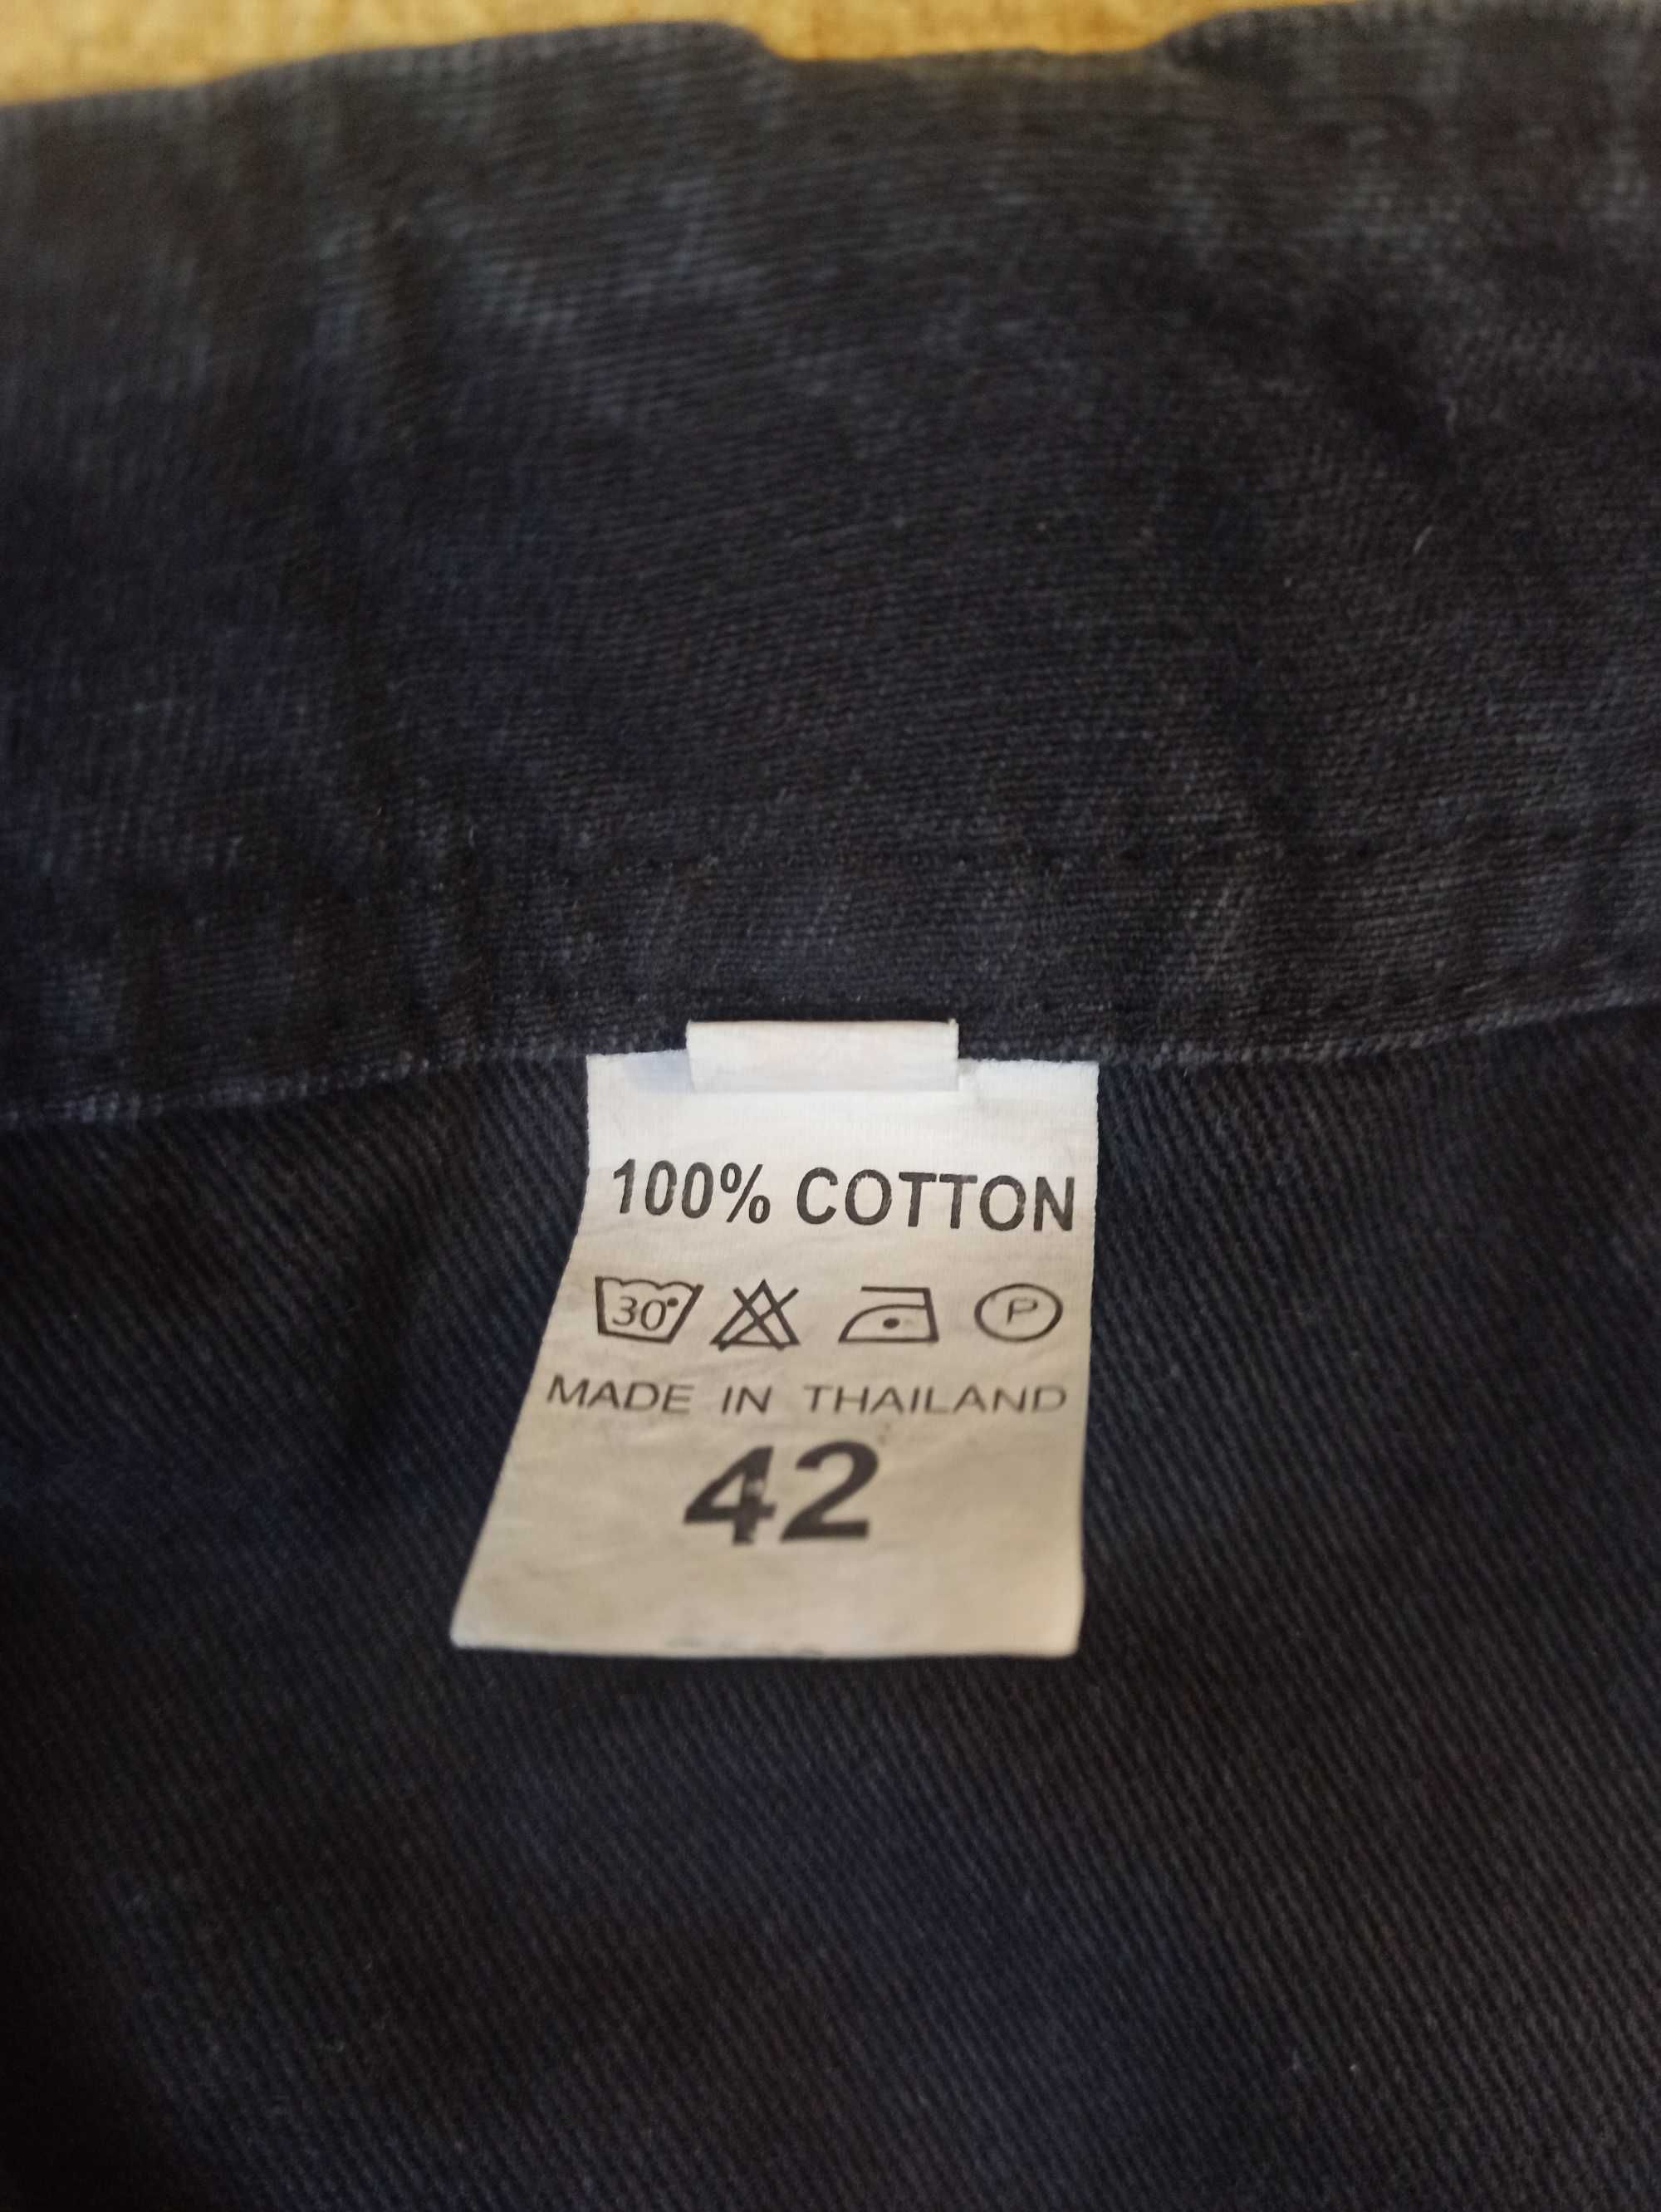 100% COTTON
30° P
MADE IN THAILAND
42